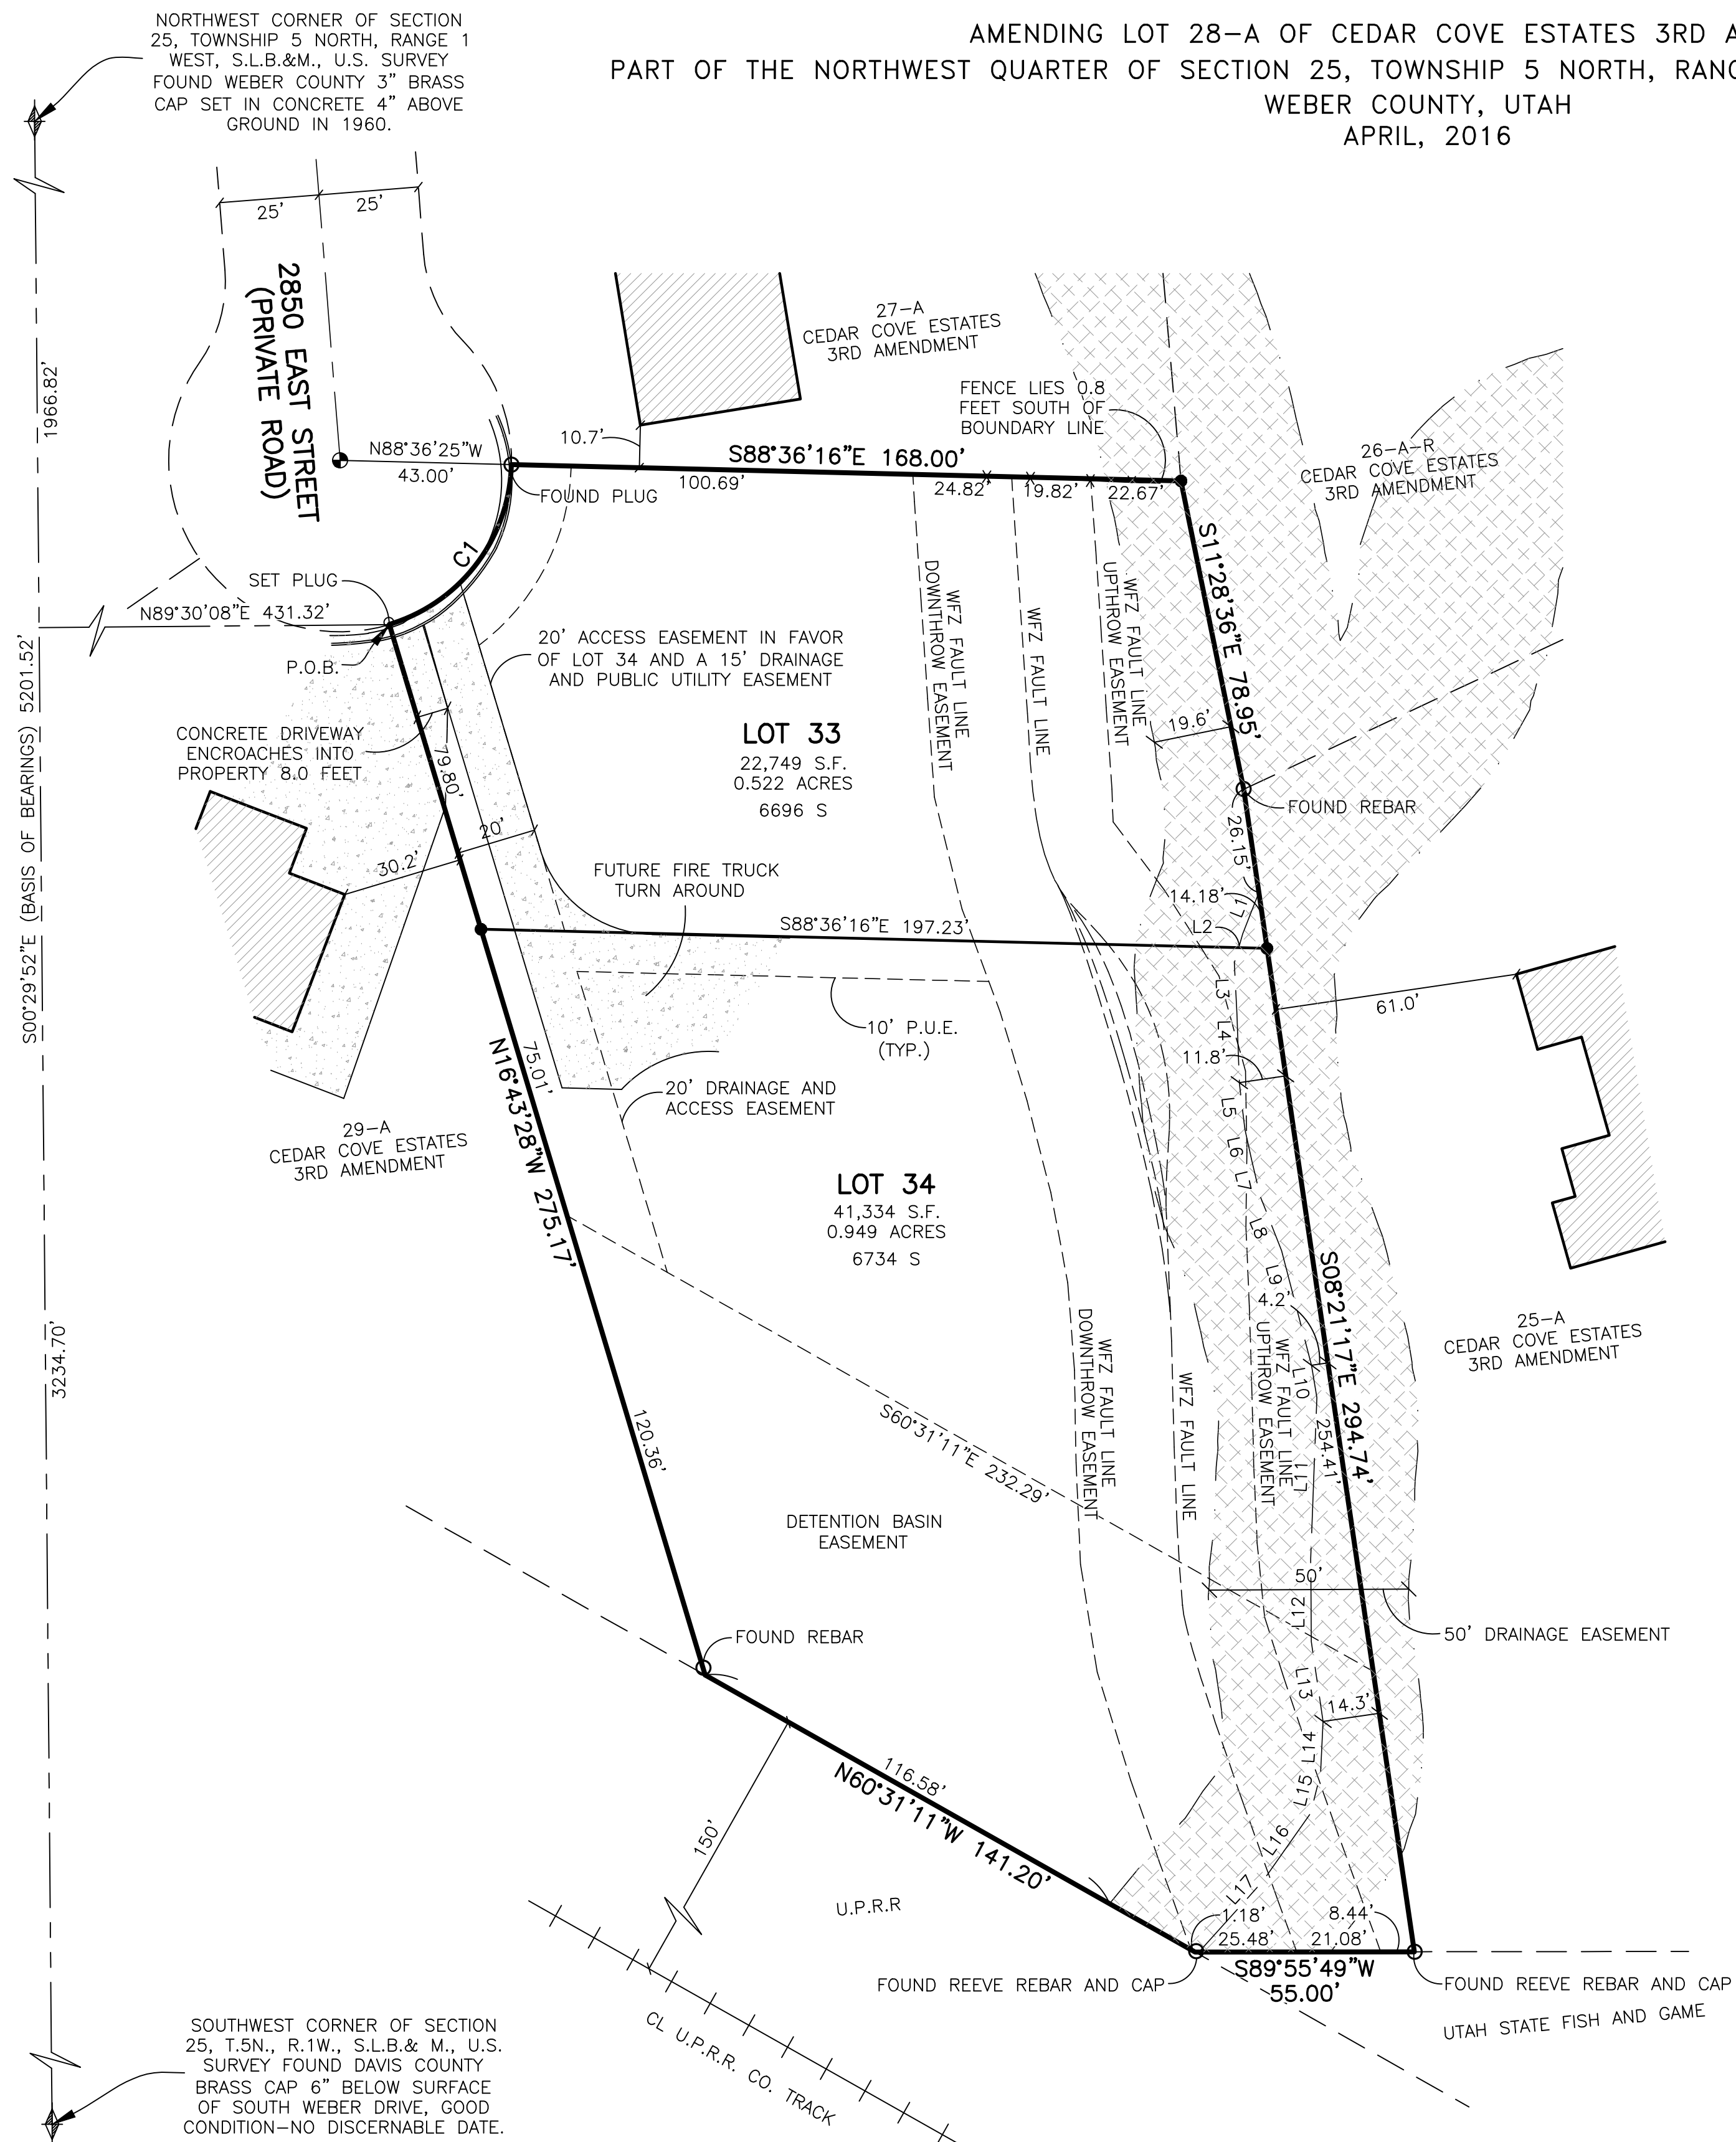 NORTHWEST CORNER OF SECTION
25, TOWNSHIP 5 NORTH, RANGE 1
WEST, S.L.B.&M., U.S. SURVEY
FOUND WEBER COUNTY 3" BRASS
CAP SET IN CONCRETE 4" ABOVE
GROUND IN 1960.
AMENDING LOT 28-A OF CEDAR COVE ESTATES 3RD
PART OF THE NORTHWEST QUARTER OF SECTION 25, TOWNSHIP 5 NORTH,
WEBER COUNTY, UTAH
APRIL, 2016
25'
25'
2850 EAST STREET
(PRIVATE ROAD)
1966.82'
27-A
CEDAR COVE ESTATES
3RD AMENDMENT
FENCE LIES 0.8
FEET SOUTH OF
BOUNDARY LINE
26-A-R
CEDAR COVE ESTATES
3RD AMENDMENT
N88°36'25"W
43.00'
10.7'
S88°36'16"E 168.00'
100.69'
24.82'
19.82'
22.67'
FOUND PLUG
C1
SET PLUG
N89°30'08"E 431.32'
P.O.B.
S00°29'52"E (BASIS OF BEARINGS) 5201.52'
20' ACCESS EASEMENT IN FAVOR
OF LOT 34 AND A 15' DRAINAGE
AND PUBLIC UTILITY EASEMENT
WFZ FAULT LINE
DOWNTHROW EASEMENT
WFZ FAULT LINE
WFZ FAULT LINE
UPTHROW EASEMENT
S11°28'36"E 78.95'
19.6'
CONCRETE DRIVEWAY
ENCROACHES INTO
PROPERTY 8.0 FEET
79.80'
LOT 33
22,749 S.F.
0.522 ACRES
6696 S
FOUND REBAR
26.15'
20'
30.2'
FUTURE FIRE TRUCK
TURN AROUND
14.18'
L1
L2
S88°36'16"E 197.23'
L3
L4
61.0'
10' P.U.E.
(TYP.)
11.8'
75.01'
20' DRAINAGE AND
ACCESS EASEMENT
L5
L6
L7
29-A
CEDAR COVE ESTATES
3RD AMENDMENT
N16°43'28"W 275.17'
LOT 34
41,334 S.F.
0.949 ACRES
6734 S
L8
L9
4.2'
S08°21'17"E 294.74'
254.41'
25-A
CEDAR COVE ESTATES
3RD AMENDMENT
3234.70'
WFZ FAULT LINE
DOWNTHROW EASEMENT
WFZ FAULT LINE
WFZ FAULT LINE
UPTHROW EASEMENT
L10
L11
120.36'
S60°31'11"E 232.29'
DETENTION BASIN
EASEMENT
50'
L12
50' DRAINAGE EASEMENT
FOUND REBAR
L13
14.3'
L14
L15
116.58'
N60°31'11"W 141.20'
150'
L16
L17
U.P.R.R
1.18'
8.44'
25.48'
21.08'
S89°55'49"W
55.00'
FOUND REEVE REBAR AND CAP
FOUND REEVE REBAR AND CAP
UTAH STATE FISH AND GAME
CL U.P.R.R. CO. TRACK
SOUTHWEST CORNER OF SECTION
25, T.5N., R.1W., S.L.B.& M., U.S.
SURVEY FOUND DAVIS COUNTY
BRASS CAP 6" BELOW SURFACE
OF SOUTH WEBER DRIVE, GOOD
CONDITION-NO DISCERNABLE DATE.